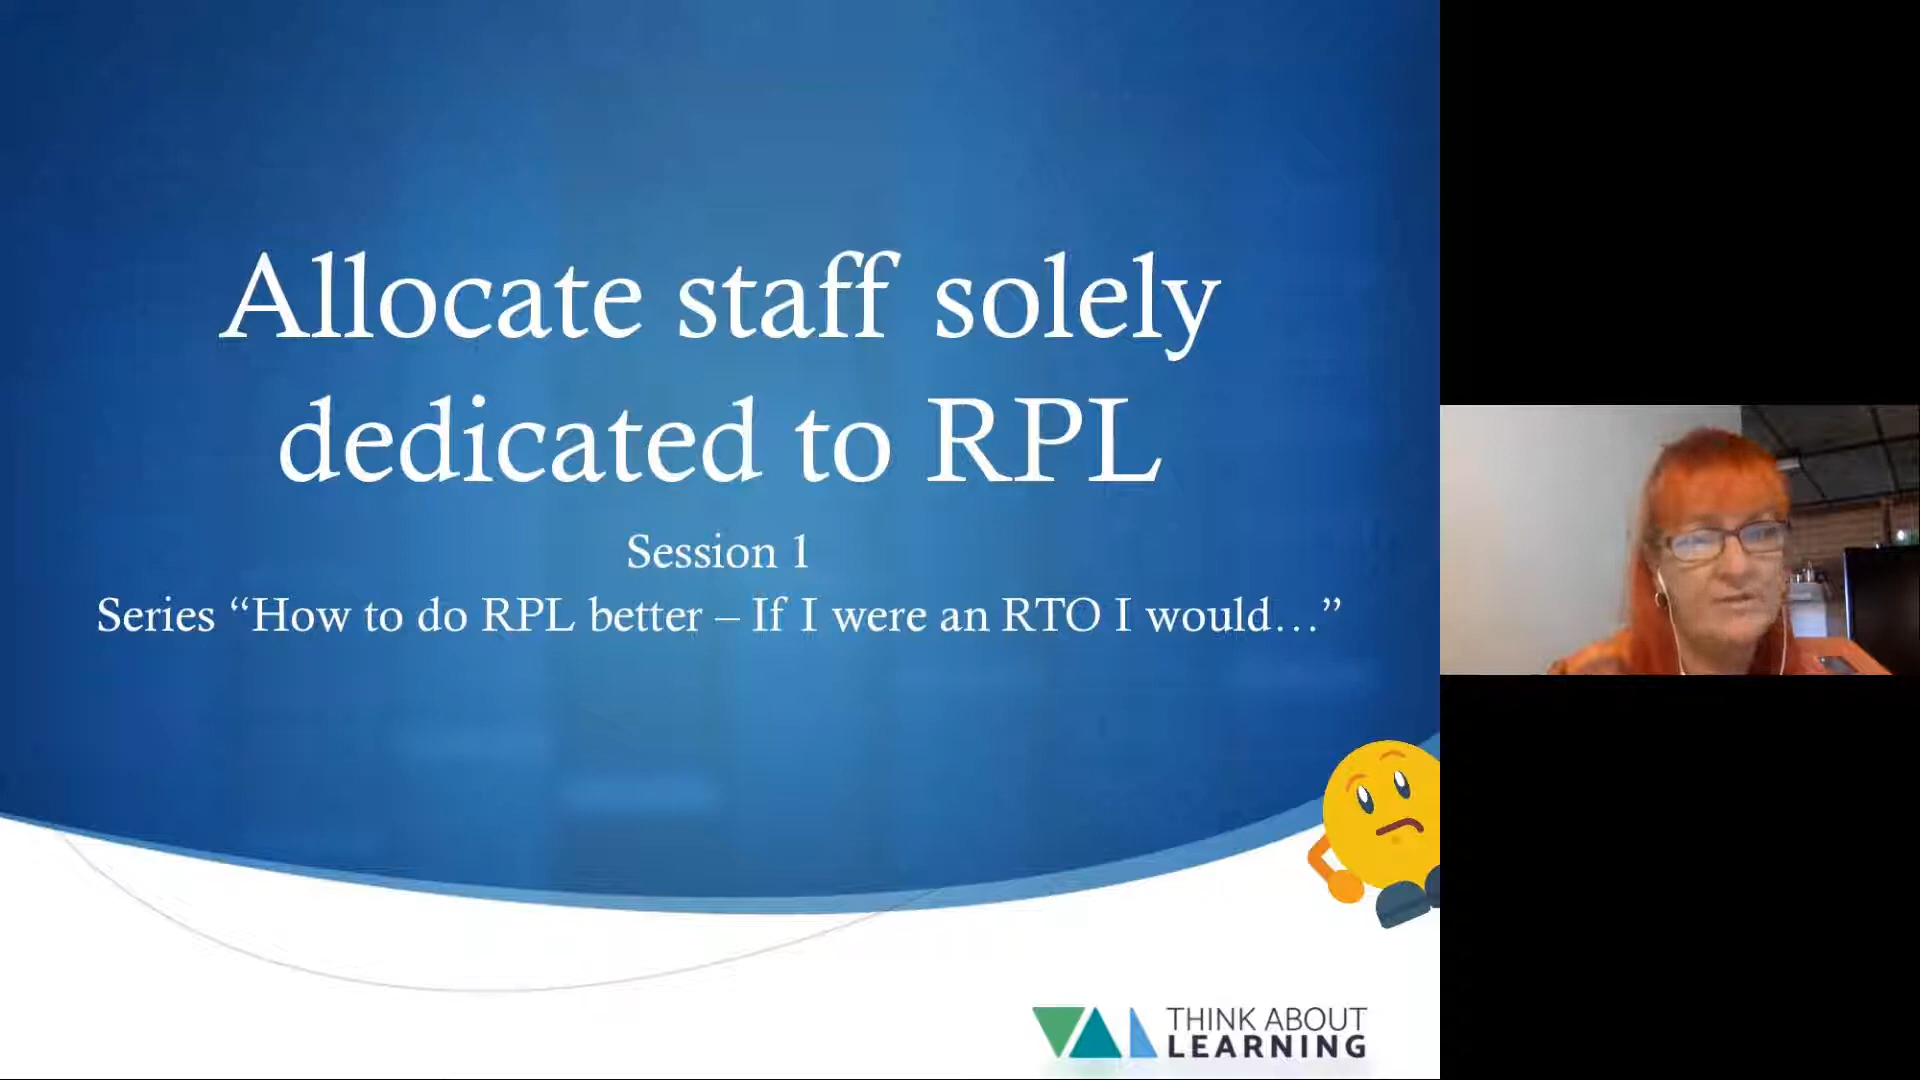 Allocate staff solely
dedicated to RPL
Session 1
Series “How to do RPL better – If I were an RTO I would…”
THINK ABOUT
LEARNING